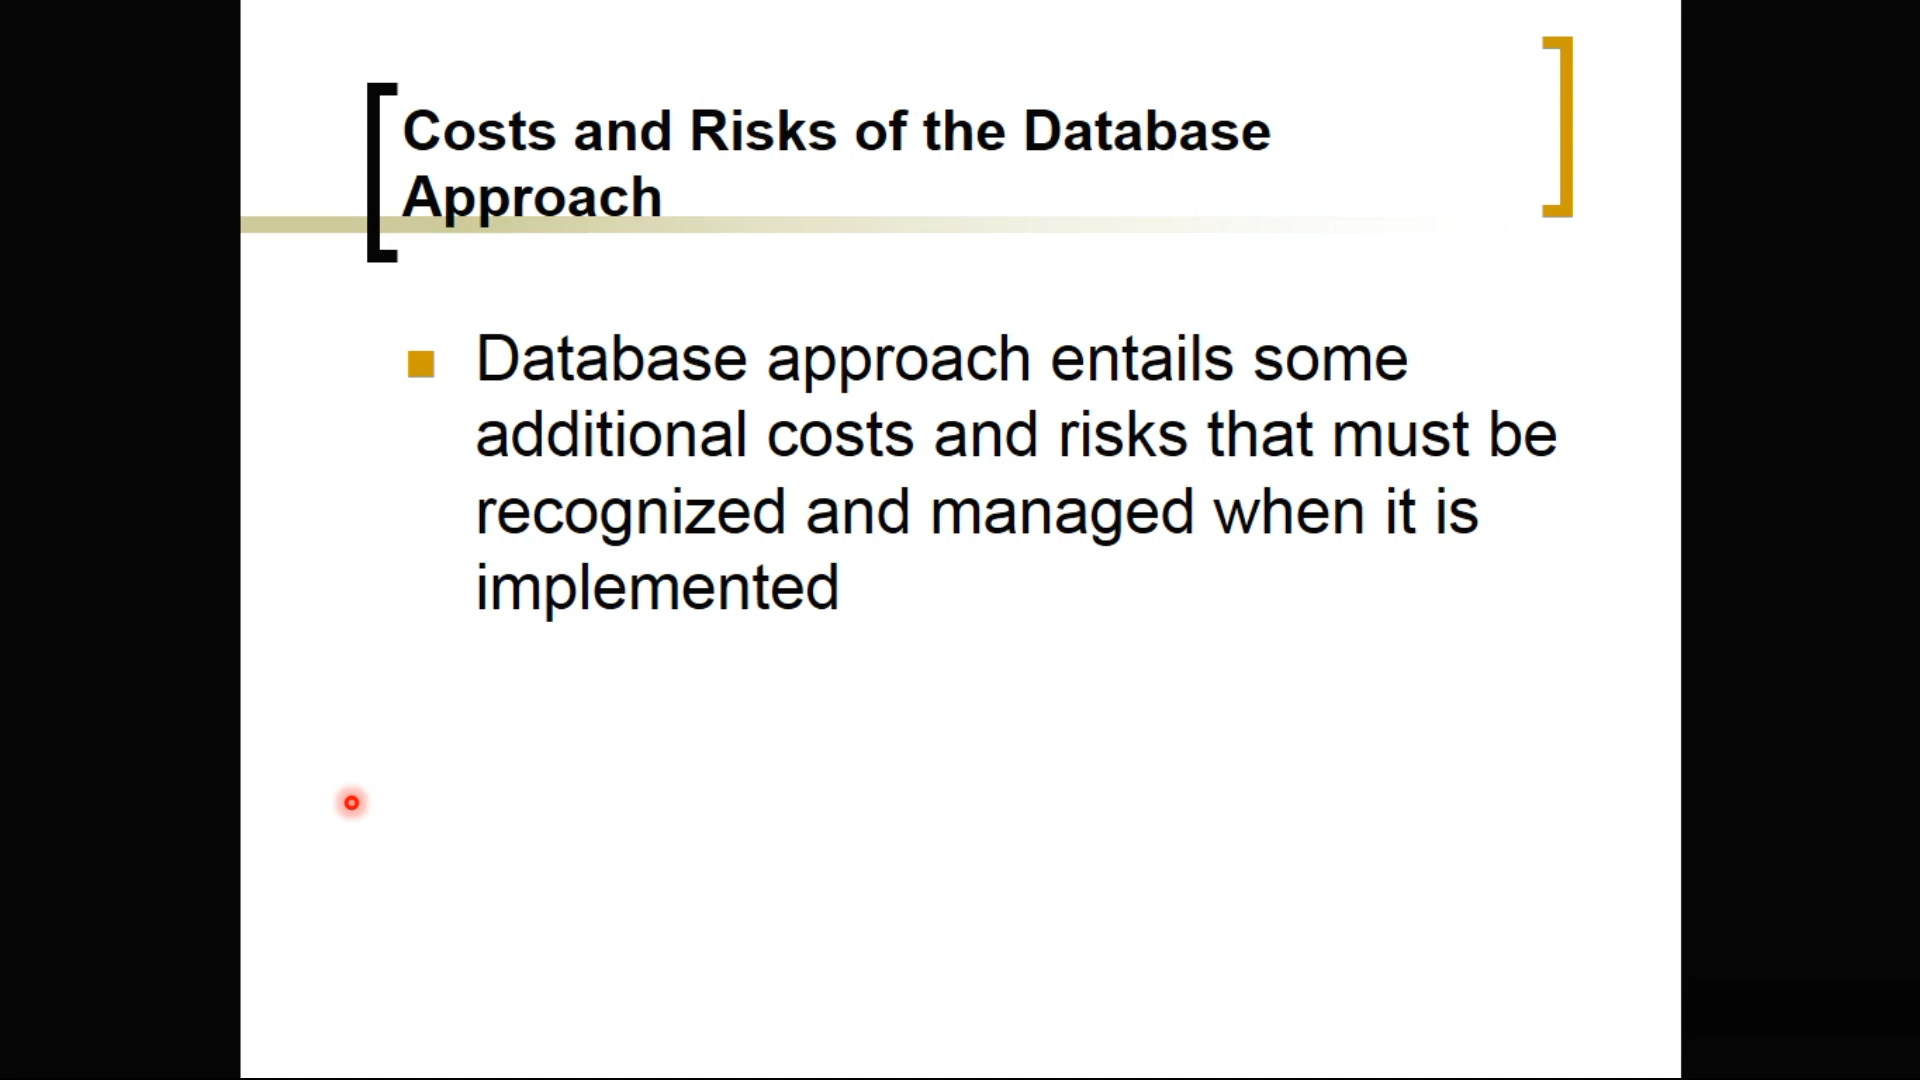 Costs and Risks of the Database
Approach
Database approach entails some
additional costs and risks that must be
recognized and managed when it is
implemented